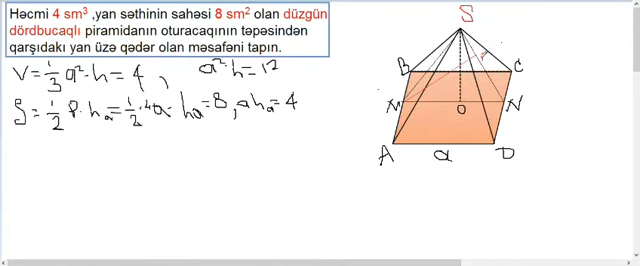 Həcmi 4 sm³ ,yan səthinin sahəsi 8 sm² olan düzgün
dördbucaqlı piramidanın oturacaqının təpəsindən
qarşıdakı yan üzə qədər olan məsafəni tapın.
V = 1/3 a² · h = 4 , a² · h = 12
S = 1/2 P · hₐ = 1/2 · 4a · hₐ = 8 , ahₐ = 4
S
B C
M N
O
A a D